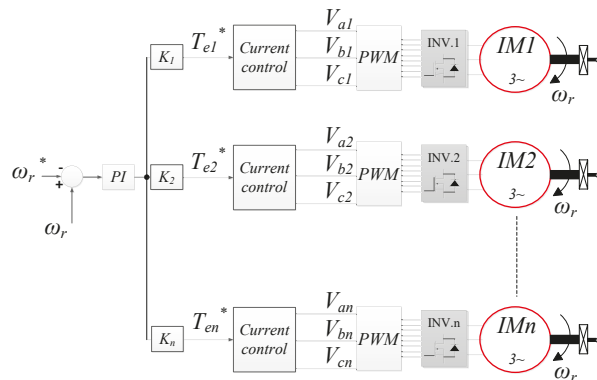 K1 Te1* Current control Va1 Vb1 Vc1 PWM INV.1 IM1 3~ ωr
ωr* - + ωr PI K2 Te2* Current control Va2 Vb2 Vc2 PWM INV.2 IM2 3~ ωr
Kn Ten* Current control Van Vbn Vcn PWM INV.n IMn 3~ ωr